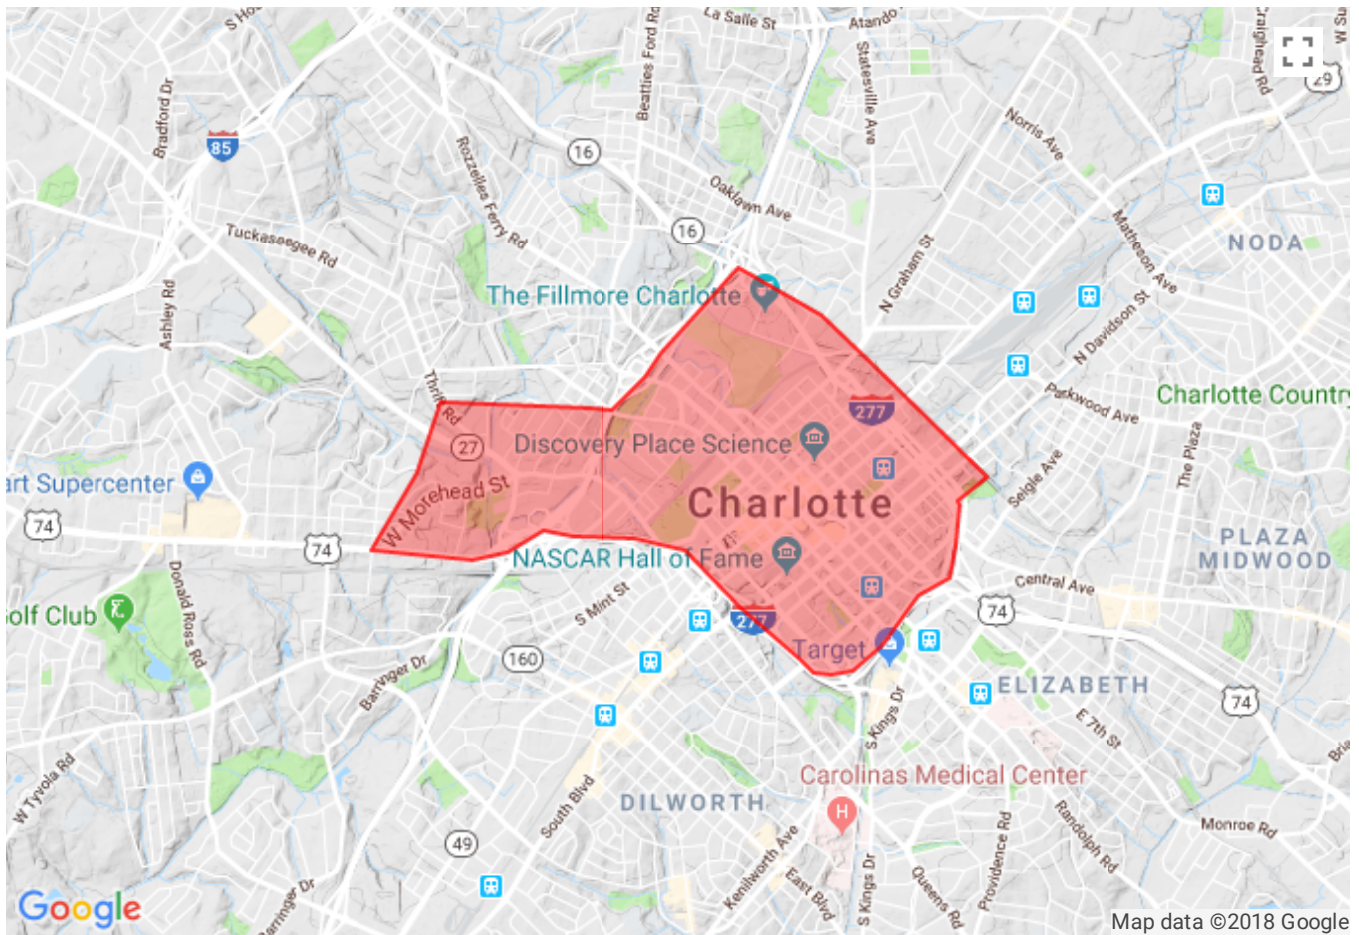 La Salle St
Atando
Beatties Ford Rd
Statesville Ave
Craighead Rd
29
Bradford Dr
85
Rozzelles Ferry Rd
16
Norris Ave
Oaklawn Ave
16
Matheson Ave
NODA
Tuckaseegee Rd
N Graham St
Ashley Rd
The Fillmore Charlotte
N Davidson St
Thrift Rd
277
Parkwood Ave
Charlotte Country
27
Discovery Place Science
The Plaza
Seigle Ave
art Supercenter
W Morehead St
Charlotte
74
74
NASCAR Hall of Fame
PLAZA
MIDWOOD
Donald Ross Rd
S Mint St
Central Ave
74
Golf Club
277
Target
160
Barringer Dr
ELIZABETH
74
S Kings Dr
E 7th St
W Tyvola Rd
Carolinas Medical Center
South Blvd
DILWORTH
H
49
Randolph Rd
Monroe Rd
Kenilworth Ave
Providence Rd
East Blvd
S Kings Dr
Queens Rd
Barringer Dr
Google
Map data ©2018 Google